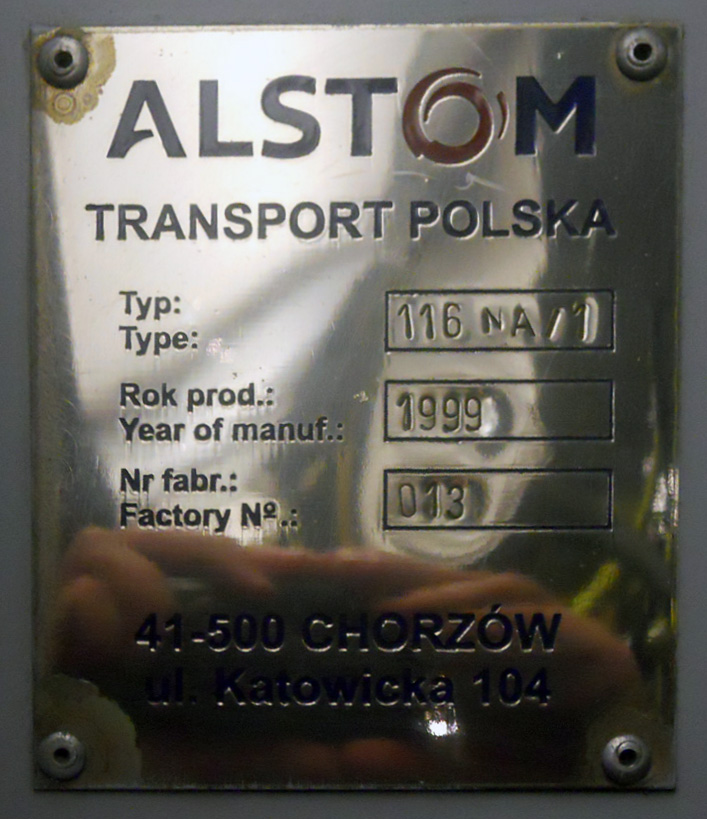 ALSTOM
TRANSPORT POLSKA
Typ:
Type: 116 NA/1
Rok prod.:
Year of manuf.: 1999
Nr fabr.:
Factory Nº.: 013
41-500 CHORZÓW
ul. Katowicka 104